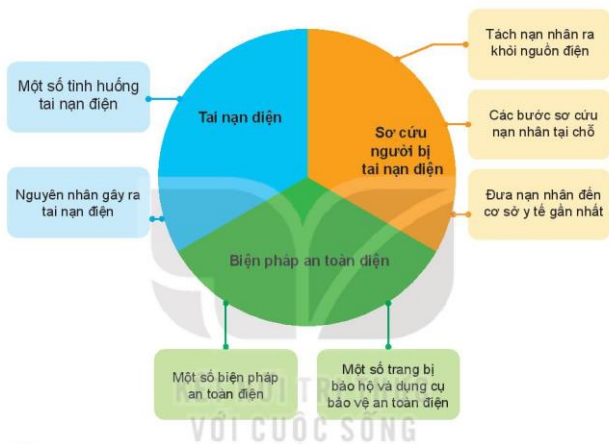 Một số tình huống
tai nạn điện
Nguyên nhân gây ra
tai nạn điện
Tai nạn điện
Sơ cứu
người bị
tai nạn điện
Tách nạn nhân ra
khỏi nguồn điện
Các bước sơ cứu
nạn nhân tại chỗ
Đưa nạn nhân đến
cơ sở y tế gần nhất
Biện pháp an toàn điện
Một số biện pháp
an toàn điện
Một số trang bị
bảo hộ và dụng cụ
bảo vệ an toàn điện
KẾT NỐI TRI THỨC
VỚI CUỘC SỐNG